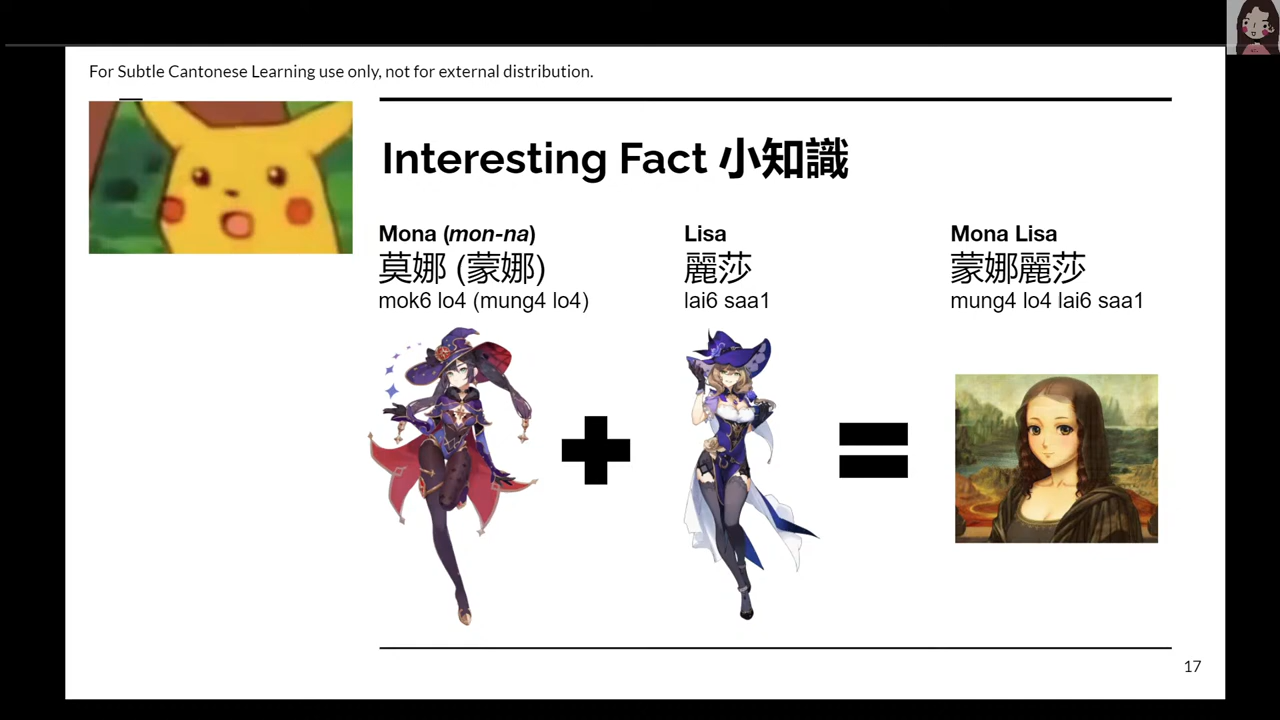 For Subtle Cantonese Learning use only, not for external distribution.
Interesting Fact 小知識
Mona (mon-na)
莫娜 (蒙娜)
mok6 lo4 (mung4 lo4)
Lisa
麗莎
lai6 saa1
Mona Lisa
蒙娜麗莎
mung4 lo4 lai6 saa1
17